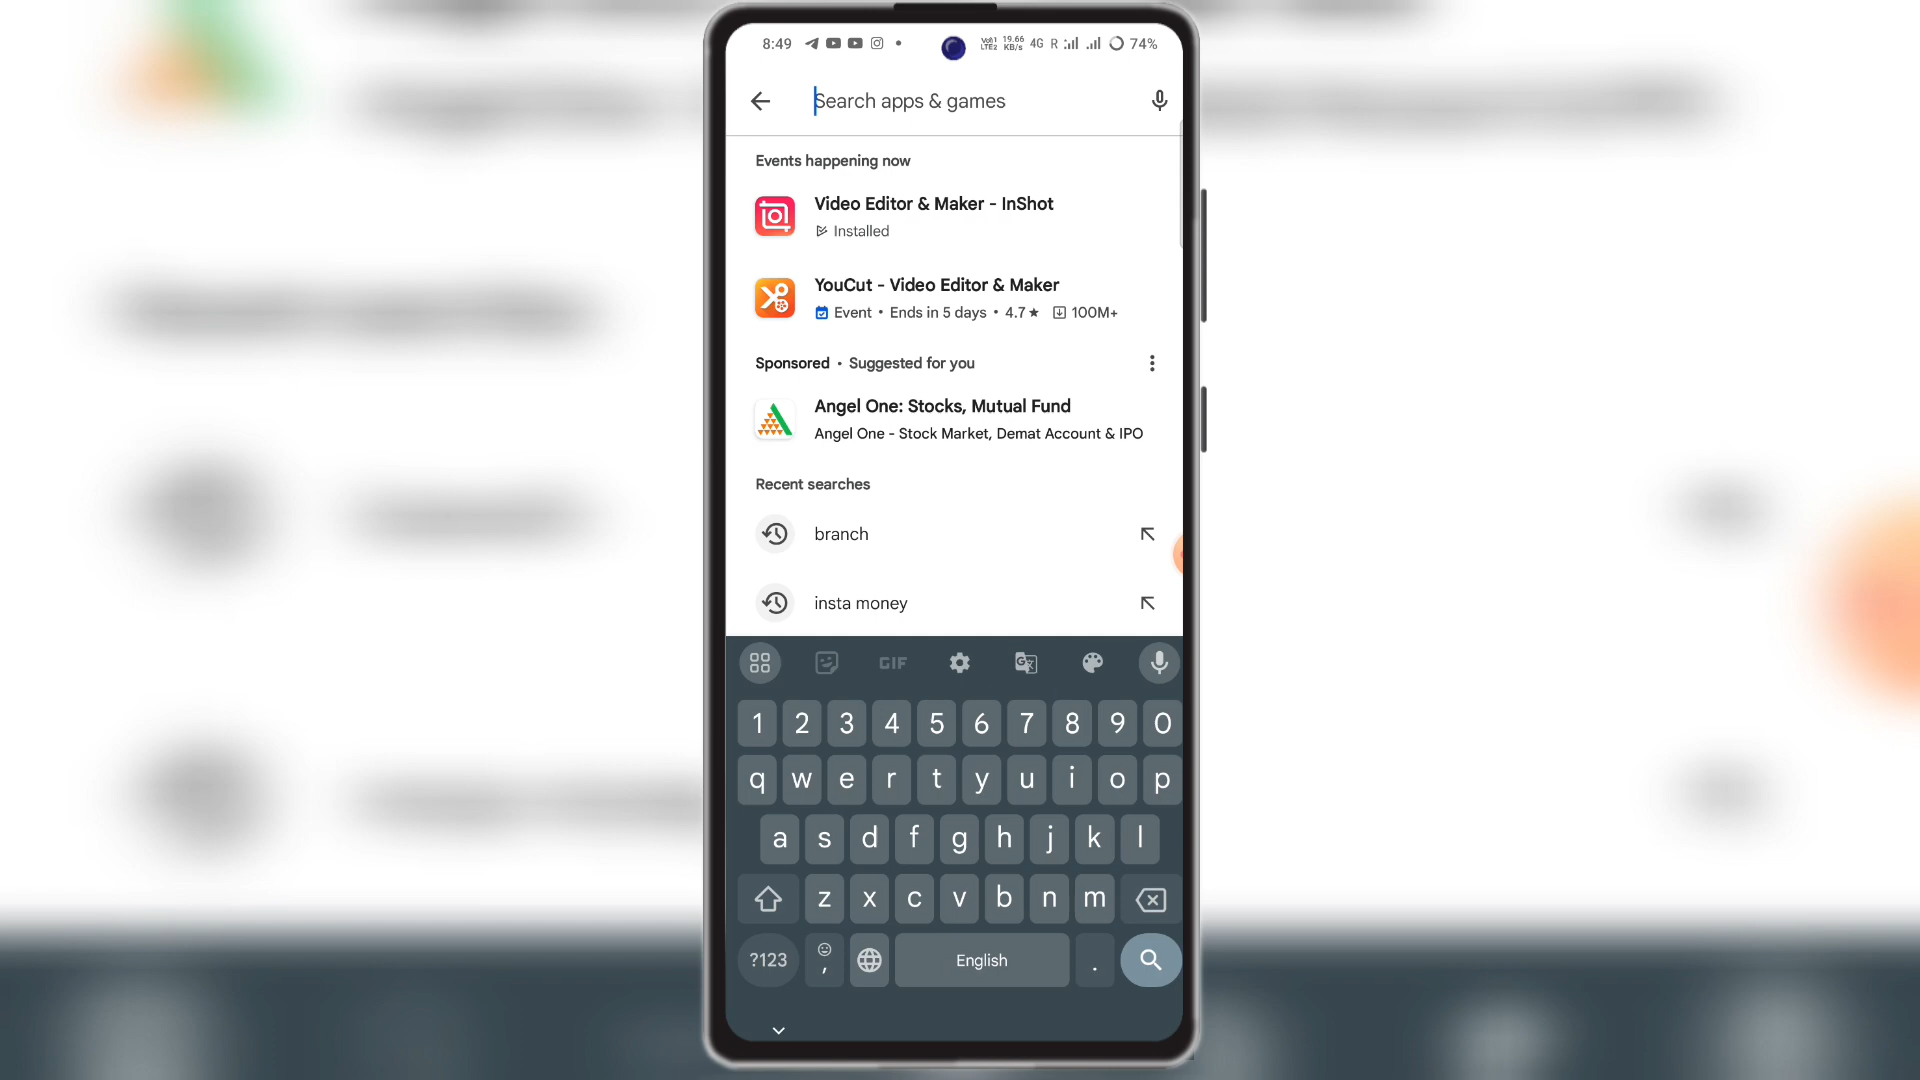 8:49 Vo)) 1 LTE2 19.66 KB/s 4G R 74%
Search apps & games
Events happening now
Video Editor & Maker - InShot
Installed
YouCut - Video Editor & Maker
Event • Ends in 5 days • 4.7 ★ 100M+
Sponsored • Suggested for you
Angel One: Stocks, Mutual Fund
Angel One - Stock Market, Demat Account & IPO
Recent searches
branch
insta money
GIF
1 2 3 4 5 6 7 8 9 0
q w e r t y u i o p
a s d f g h j k l
z x c v b n m
?123 , English .